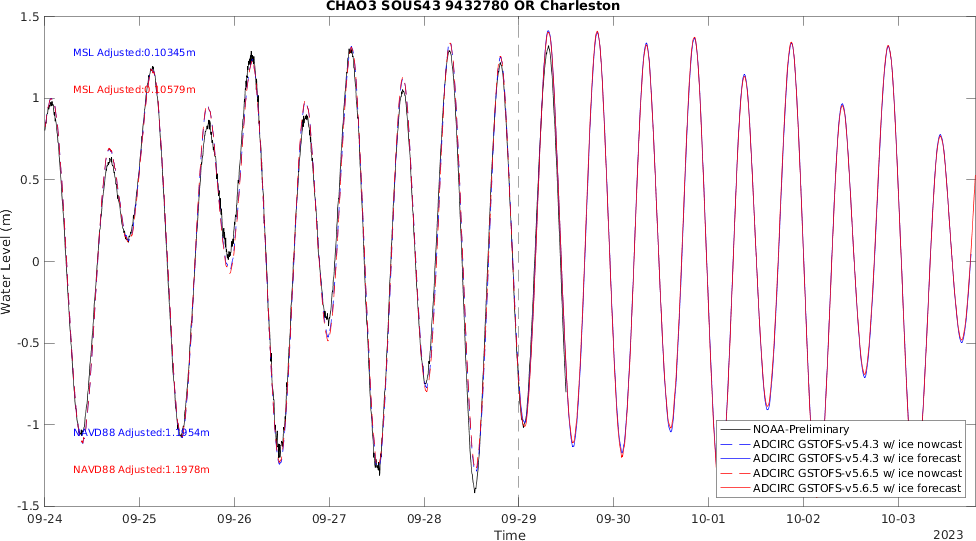 CHAO3 SOUS43 9432780 OR Charleston
1.5
MSL Adjusted:0.10345m
MSL Adjusted:0.10579m
1
0.5
Water Level (m)
0
-0.5
-1
NAVD88 Adjusted:1.1954m
NAVD88 Adjusted:1.1978m
NOAA-Preliminary
ADCIRC GSTOFS-v5.4.3 w/ ice nowcast
ADCIRC GSTOFS-v5.4.3 w/ ice forecast
ADCIRC GSTOFS-v5.6.5 w/ ice nowcast
ADCIRC GSTOFS-v5.6.5 w/ ice forecast
-1.5
09-24 09-25 09-26 09-27 09-28 09-29 09-30 10-01 10-02 10-03
Time
2023